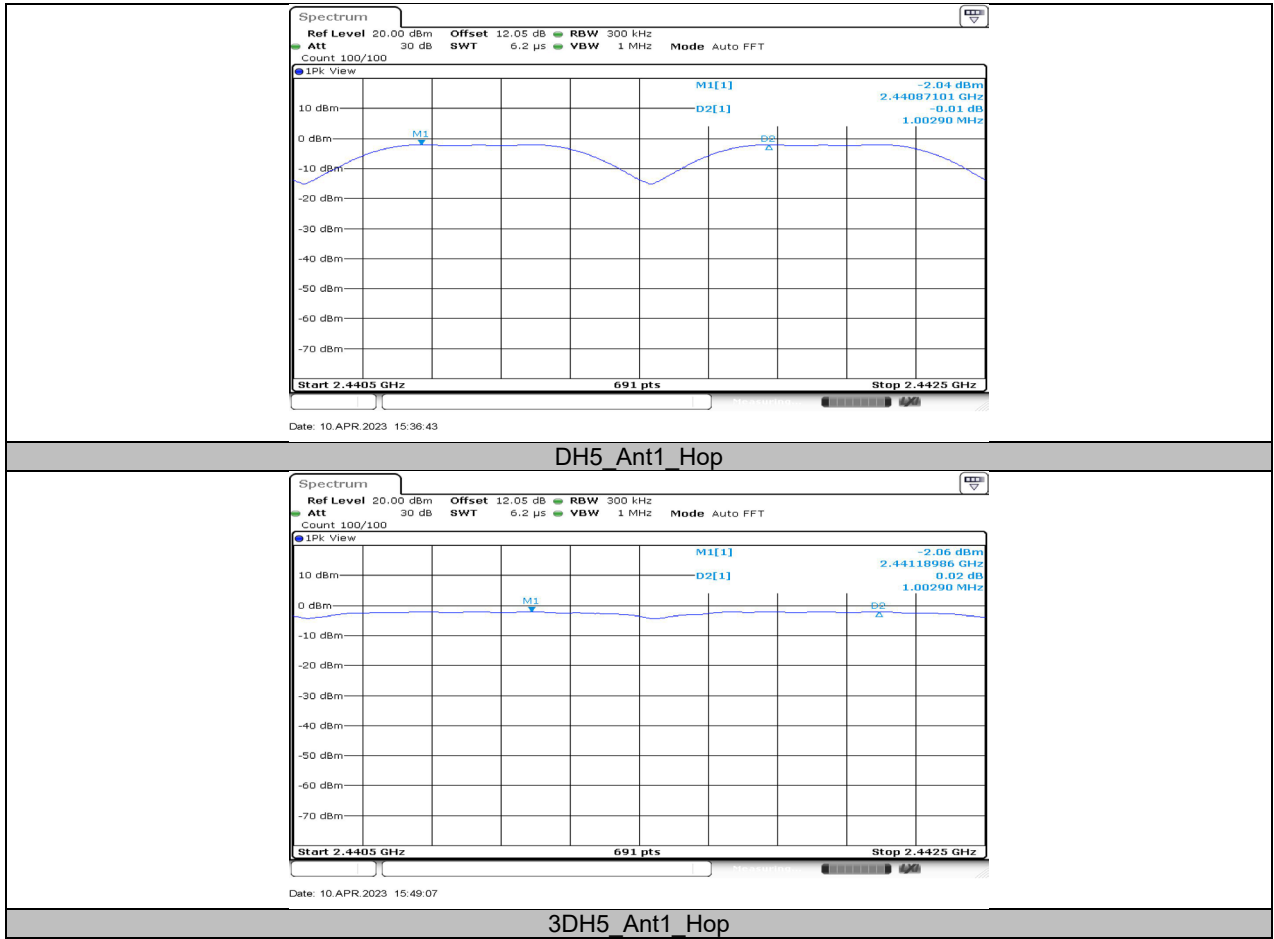 Spectrum
Ref Level 20.00 dBm Offset 12.05 dB RBW 300 kHz
Att 30 dB SWT 6.2 µs VBW 1 MHz Mode Auto FFT
Count 100/100
1Pk View
M1[1] -2.04 dBm
2.44087101 GHz
10 dBm D2[1] -0.01 dB
1.00290 MHz
0 dBm M1 D2
-10 dBm
-20 dBm
-30 dBm
-40 dBm
-50 dBm
-60 dBm
-70 dBm
Start 2.4405 GHz 691 pts Stop 2.4425 GHz
Measuring...
Date: 10.APR.2023 15:36:43
DH5_Ant1_Hop
Spectrum
Ref Level 20.00 dBm Offset 12.05 dB RBW 300 kHz
Att 30 dB SWT 6.2 µs VBW 1 MHz Mode Auto FFT
Count 100/100
1Pk View
M1[1] -2.06 dBm
2.44118986 GHz
10 dBm D2[1] 0.02 dB
1.00290 MHz
0 dBm M1 D2
-10 dBm
-20 dBm
-30 dBm
-40 dBm
-50 dBm
-60 dBm
-70 dBm
Start 2.4405 GHz 691 pts Stop 2.4425 GHz
Measuring...
Date: 10.APR.2023 15:49:07
3DH5_Ant1_Hop